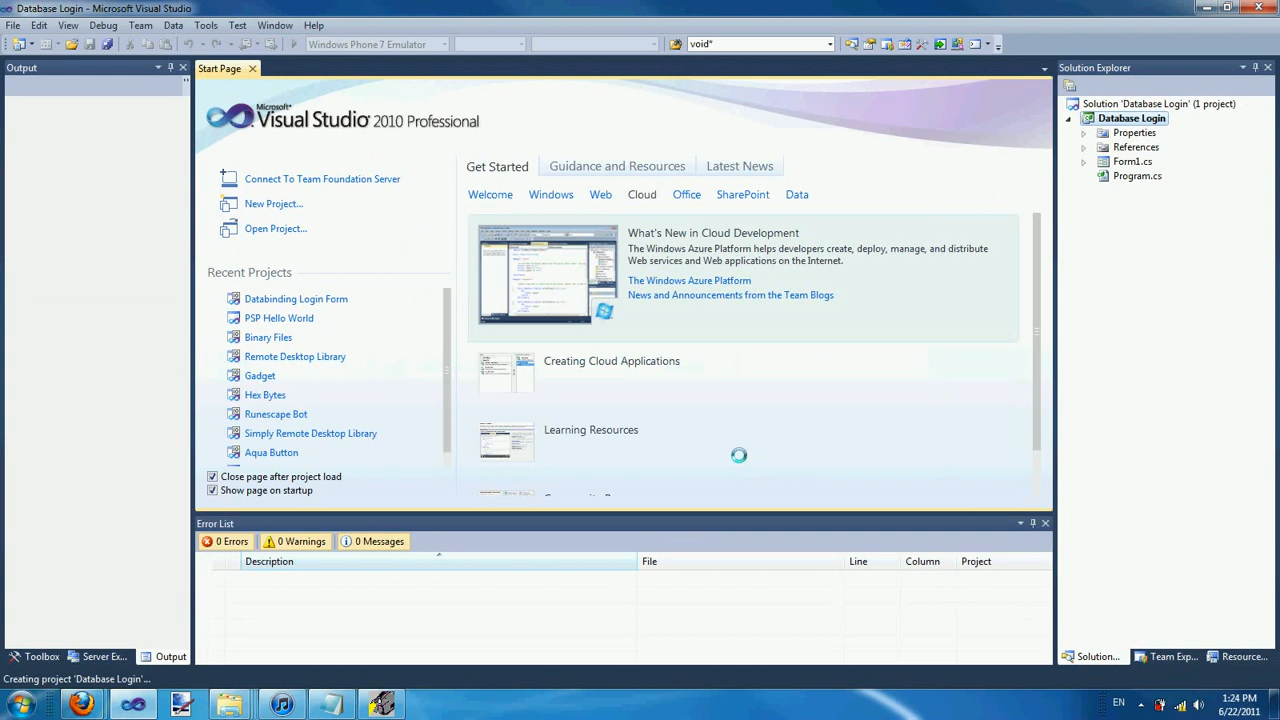 Database Login - Microsoft Visual Studio
File Edit View Debug Team Data Tools Test Window Help
Windows Phone 7 Emulator void*
Output
Start Page
Solution Explorer
Microsoft®
Visual Studio 2010 Professional
Connect To Team Foundation Server
New Project...
Open Project...
Recent Projects
Databinding Login Form
PSP Hello World
Binary Files
Remote Desktop Library
Gadget
Hex Bytes
Runescape Bot
Simply Remote Desktop Library
Aqua Button
Close page after project load
Show page on startup
Get Started Guidance and Resources Latest News
Welcome Windows Web Cloud Office SharePoint Data
What's New in Cloud Development
The Windows Azure Platform helps developers create, deploy, manage, and distribute
Web services and Web applications on the Internet.
The Windows Azure Platform
News and Announcements from the Team Blogs
Creating Cloud Applications
Learning Resources
Solution 'Database Login' (1 project)
Database Login
Properties
References
Form1.cs
Program.cs
Error List
0 Errors 0 Warnings 0 Messages
Description File Line Column Project
Toolbox Server Ex... Output
Solution... Team Exp... Resource...
Creating project 'Database Login'...
EN
1:24 PM
6/22/2011